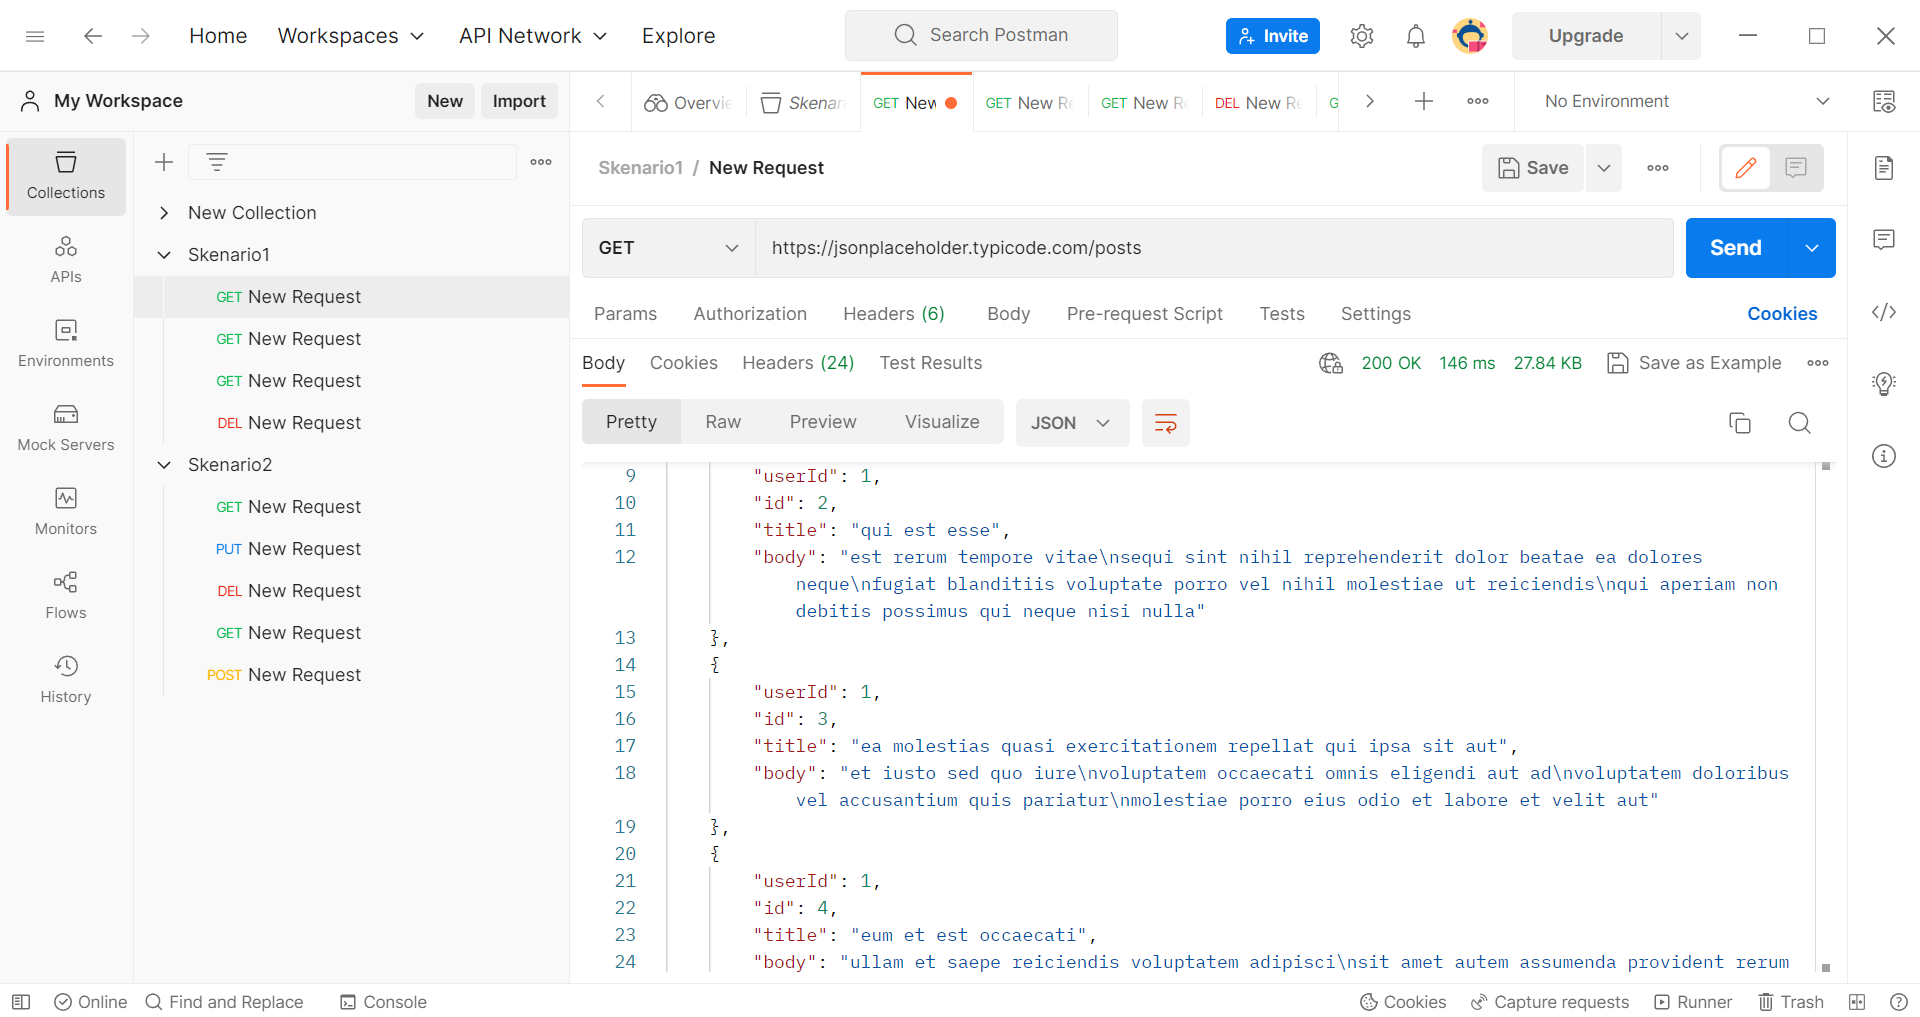 Home Workspaces API Network Explore Search Postman Invite Upgrade
My Workspace New Import
Overvie Skenar GET New GET New Re GET New R DEL New Re G No Environment
Collections
APIs
Environments
Mock Servers
Monitors
Flows
History
New Collection
Skenario1
GET New Request
GET New Request
GET New Request
DEL New Request
Skenario2
GET New Request
PUT New Request
DEL New Request
GET New Request
POST New Request
Skenario1 / New Request Save
GET https://jsonplaceholder.typicode.com/posts Send
Params Authorization Headers (6) Body Pre-request Script Tests Settings Cookies
Body Cookies Headers (24) Test Results 200 OK 146 ms 27.84 KB Save as Example
Pretty Raw Preview Visualize JSON
9 "userId": 1,
10 "id": 2,
11 "title": "qui est esse",
12 "body": "est rerum tempore vitae\nsequi sint nihil reprehenderit dolor beatae ea dolores
neque\nfugiat blanditiis voluptate porro vel nihil molestiae ut reiciendis\nqui aperiam non
debitis possimus qui neque nisi nulla"
13 },
14 {
15 "userId": 1,
16 "id": 3,
17 "title": "ea molestias quasi exercitationem repellat qui ipsa sit aut",
18 "body": "et iusto sed quo iure\nvoluptatem occaecati omnis eligendi aut ad\nvoluptatem doloribus
vel accusantium quis pariatur\nmolestiae porro eius odio et labore et velit aut"
19 },
20 {
21 "userId": 1,
22 "id": 4,
23 "title": "eum et est occaecati",
24 "body": "ullam et saepe reiciendis voluptatem adipisci\nsit amet autem assumenda provident rerum
Online Find and Replace Console Cookies Capture requests Runner Trash